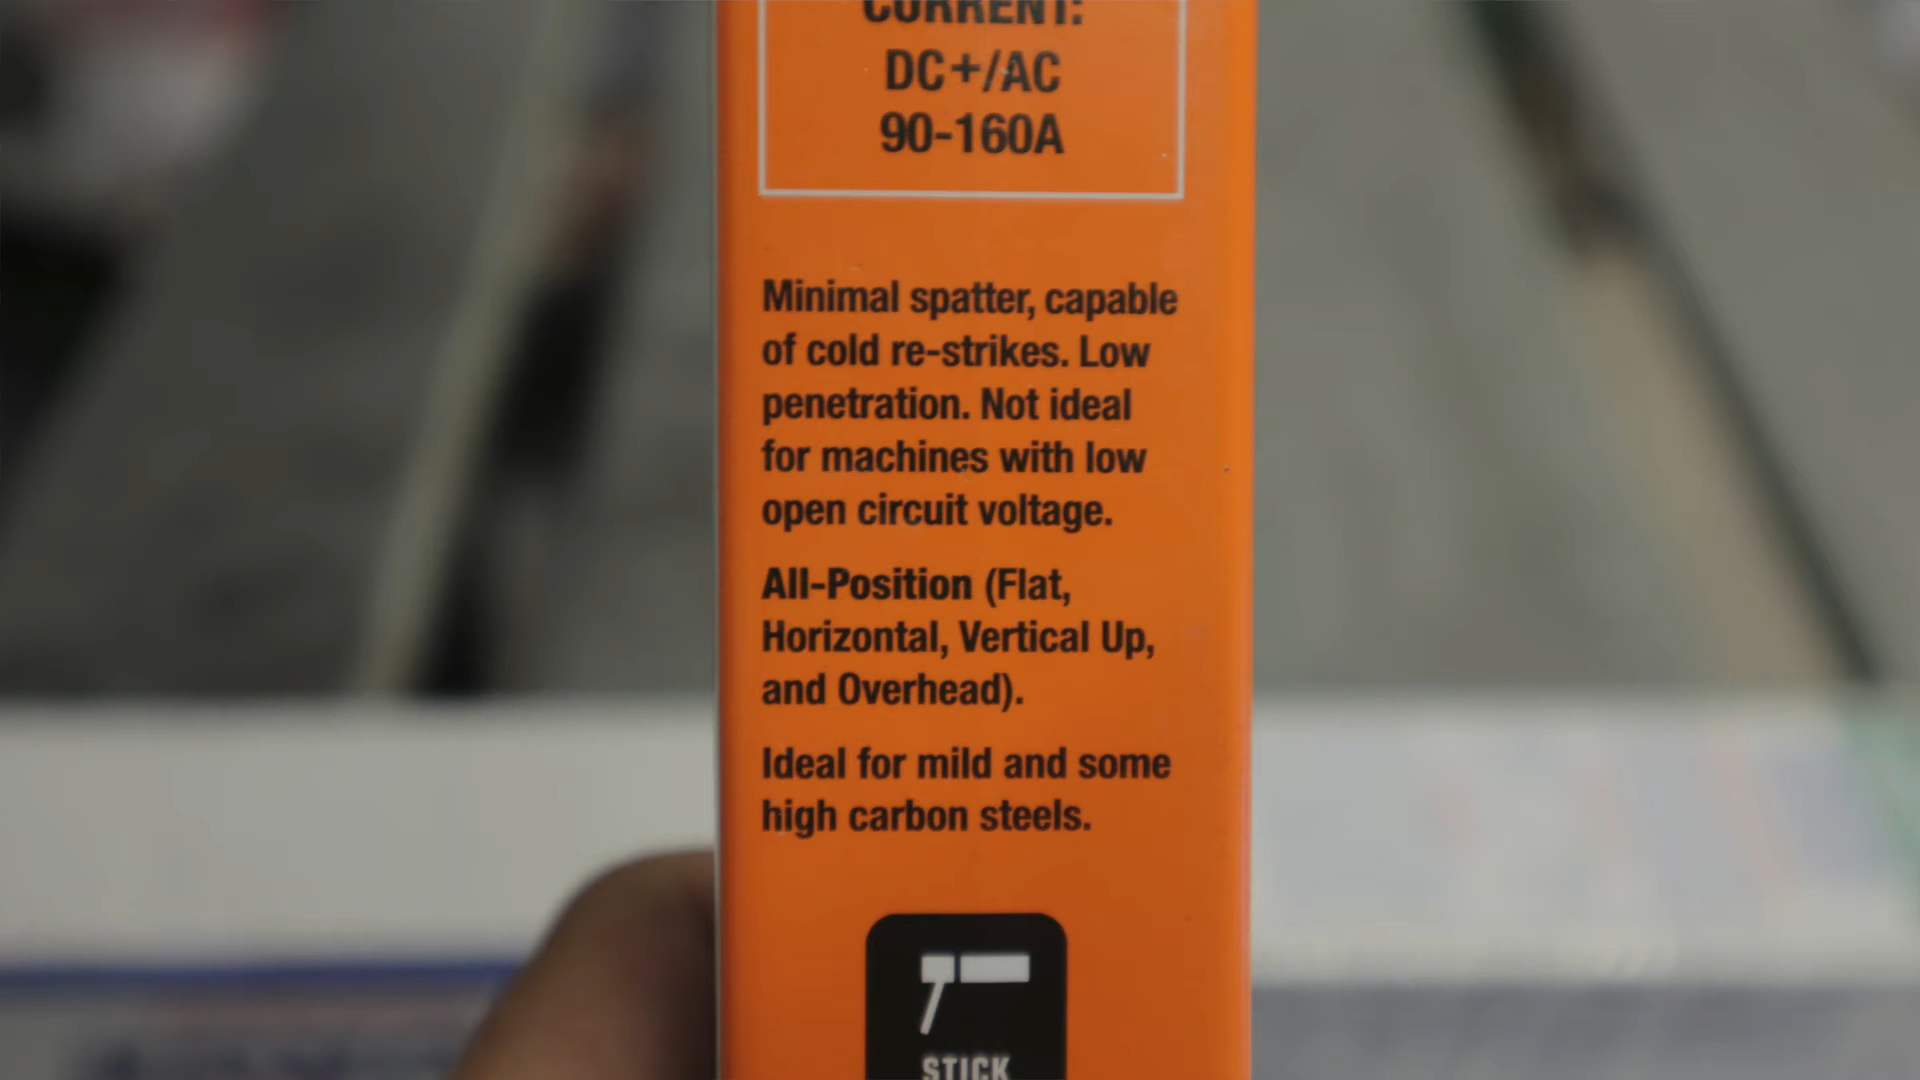 CURRENT:
DC+/AC
90-160A
Minimal spatter, capable
of cold re-strikes. Low
penetration. Not ideal
for machines with low
open circuit voltage.
All-Position (Flat,
Horizontal, Vertical Up,
and Overhead).
Ideal for mild and some
high carbon steels.
STICK